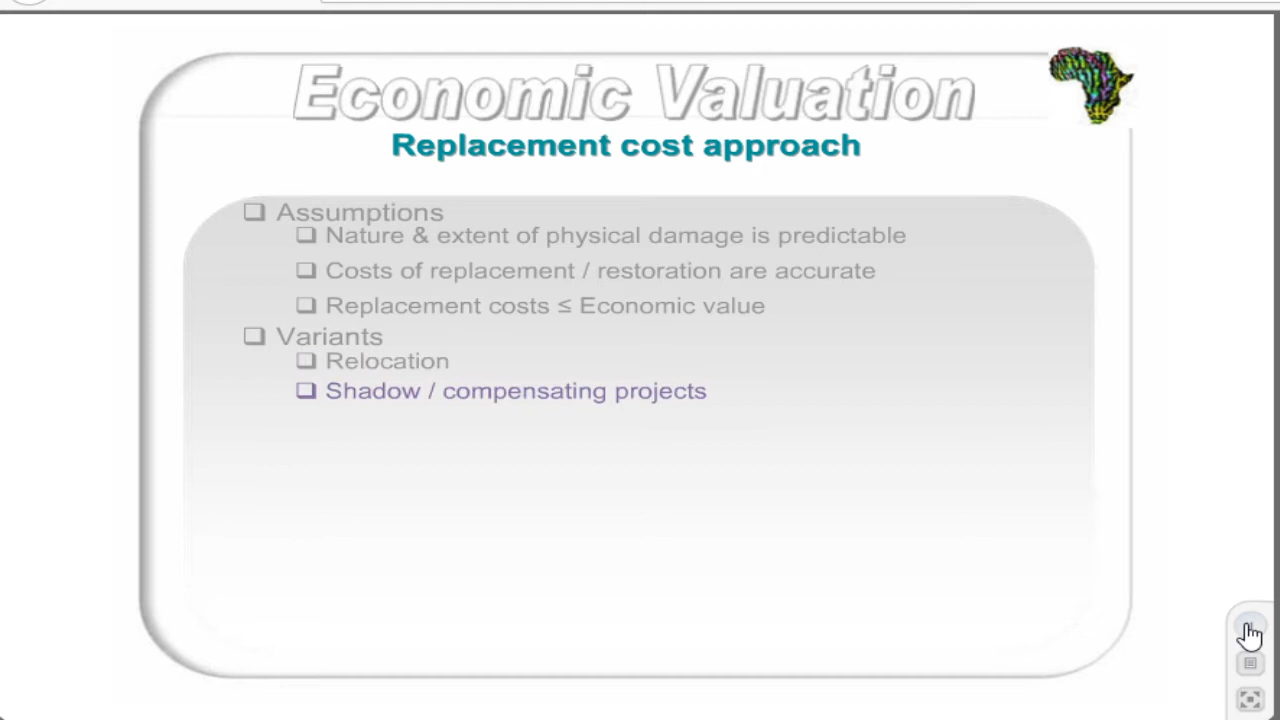 Economic Valuation
Replacement cost approach
❑ Assumptions
❑ Nature & extent of physical damage is predictable
❑ Costs of replacement / restoration are accurate
❑ Replacement costs ≤ Economic value
❑ Variants
❑ Relocation
❑ Shadow / compensating projects